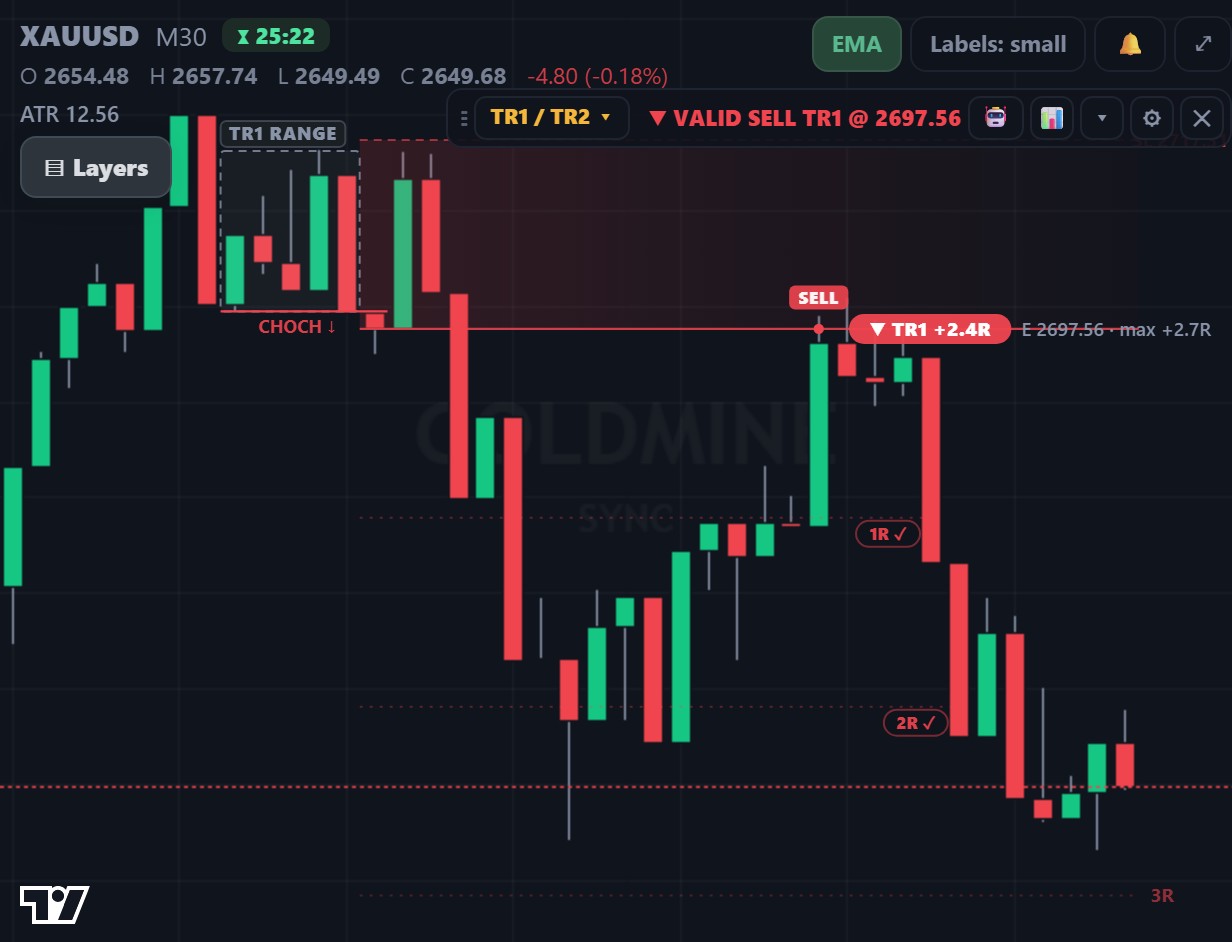 XAUUSD M30 25:22
EMA Labels: small
O 2654.48 H 2657.74 L 2649.49 C 2649.68 -4.80 (-0.18%)
ATR 12.56
TR1 / TR2 ▼ ▼ VALID SELL TR1 @ 2697.56 ▼
TR1 RANGE
Layers
CHOCH ↓
SELL
▼ TR1 +2.4R E 2697.56 · max +2.7R
GOLDMINE
SYNC
1R ✓
2R ✓
3R